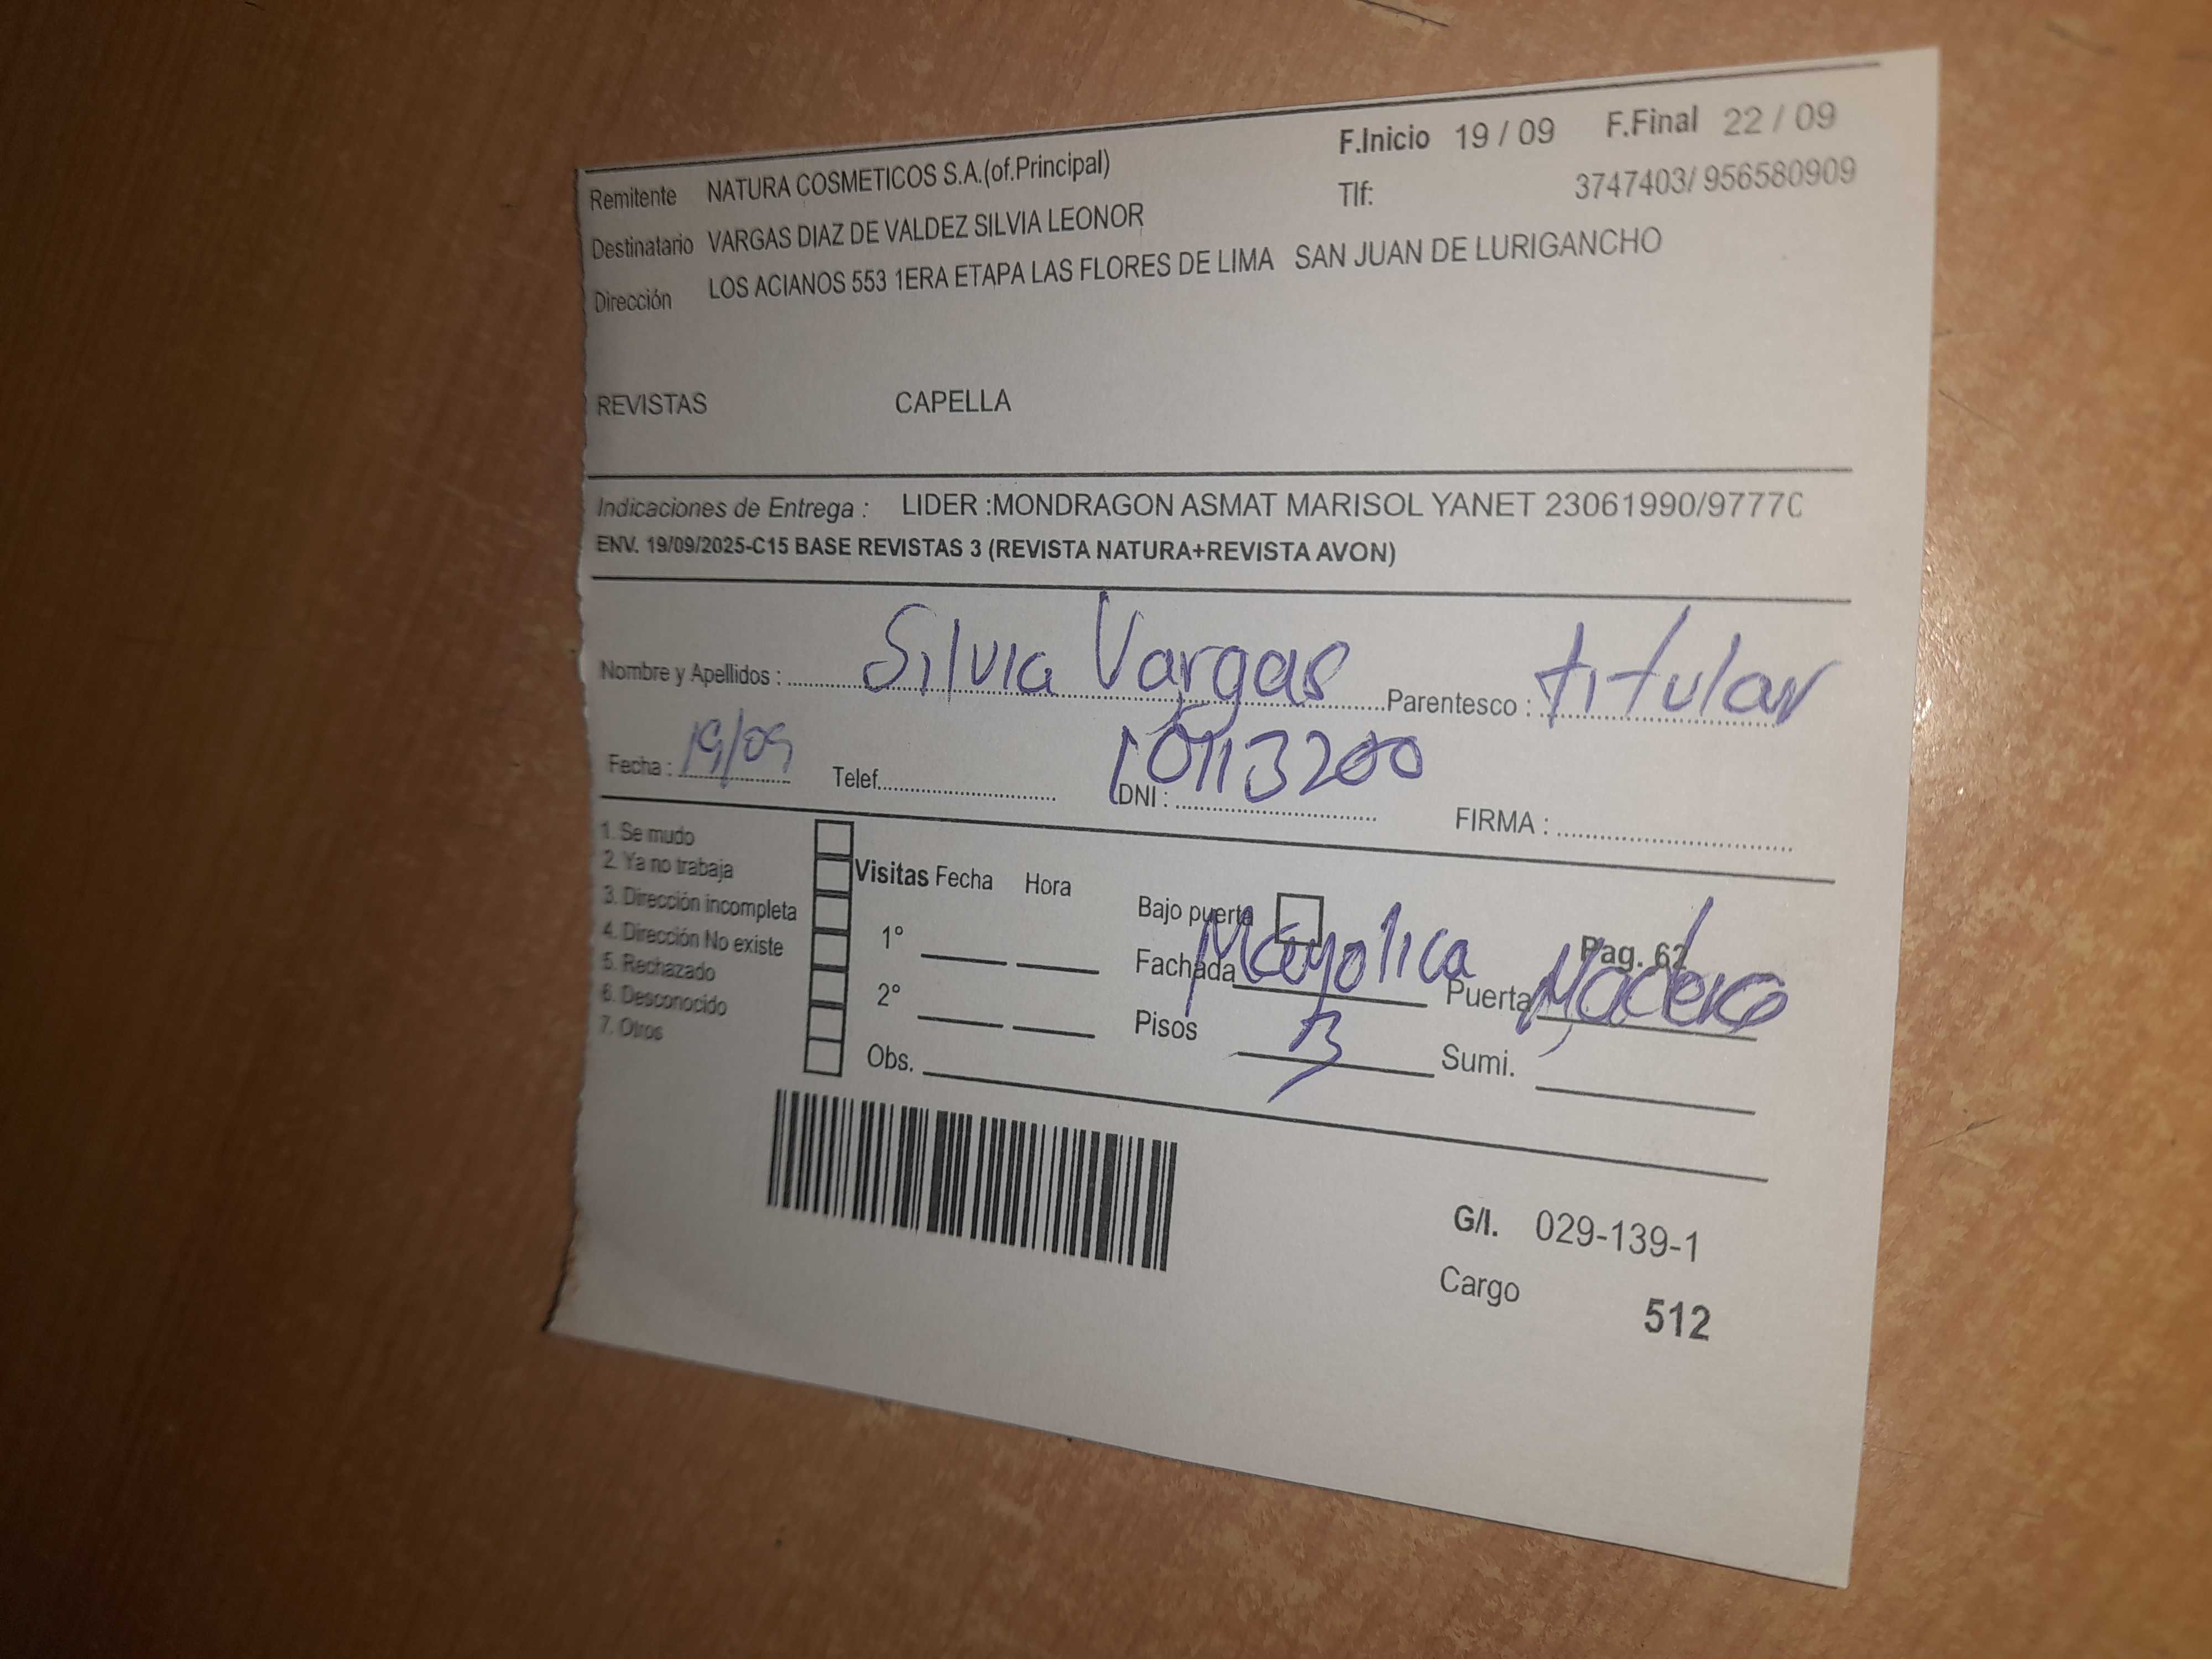 F.Inicio 19 / 09 F.Final 22 / 09
Remitente NATURA COSMETICOS S.A.(of.Principal) Tlf: 3747403/ 956580909
Destinatario VARGAS DIAZ DE VALDEZ SILVIA LEONOR
Dirección LOS ACIANOS 553 1ERA ETAPA LAS FLORES DE LIMA SAN JUAN DE LURIGANCHO
REVISTAS CAPELLA
Indicaciones de Entrega : LIDER :MONDRAGON ASMAT MARISOL YANET 23061990/9777
ENV. 19/09/2025-C15 BASE REVISTAS 3 (REVISTA NATURA+REVISTA AVON)
Nombre y Apellidos : Silvia Vargas Parentesco : titular
Fecha : 19/09 Telef. DNI : 10113200 FIRMA :
1. Se mudo
2. Ya no trabaja
3. Dirección incompleta
4. Dirección No existe
5. Rechazado
6. Desconocido
7. Otros
Visitas Fecha Hora
1°
2°
Obs.
Bajo puerta Pag. 62
Fachada Mayolica Puerta Madera
Pisos 3 Sumi.
G/I. 029-139-1
Cargo 512